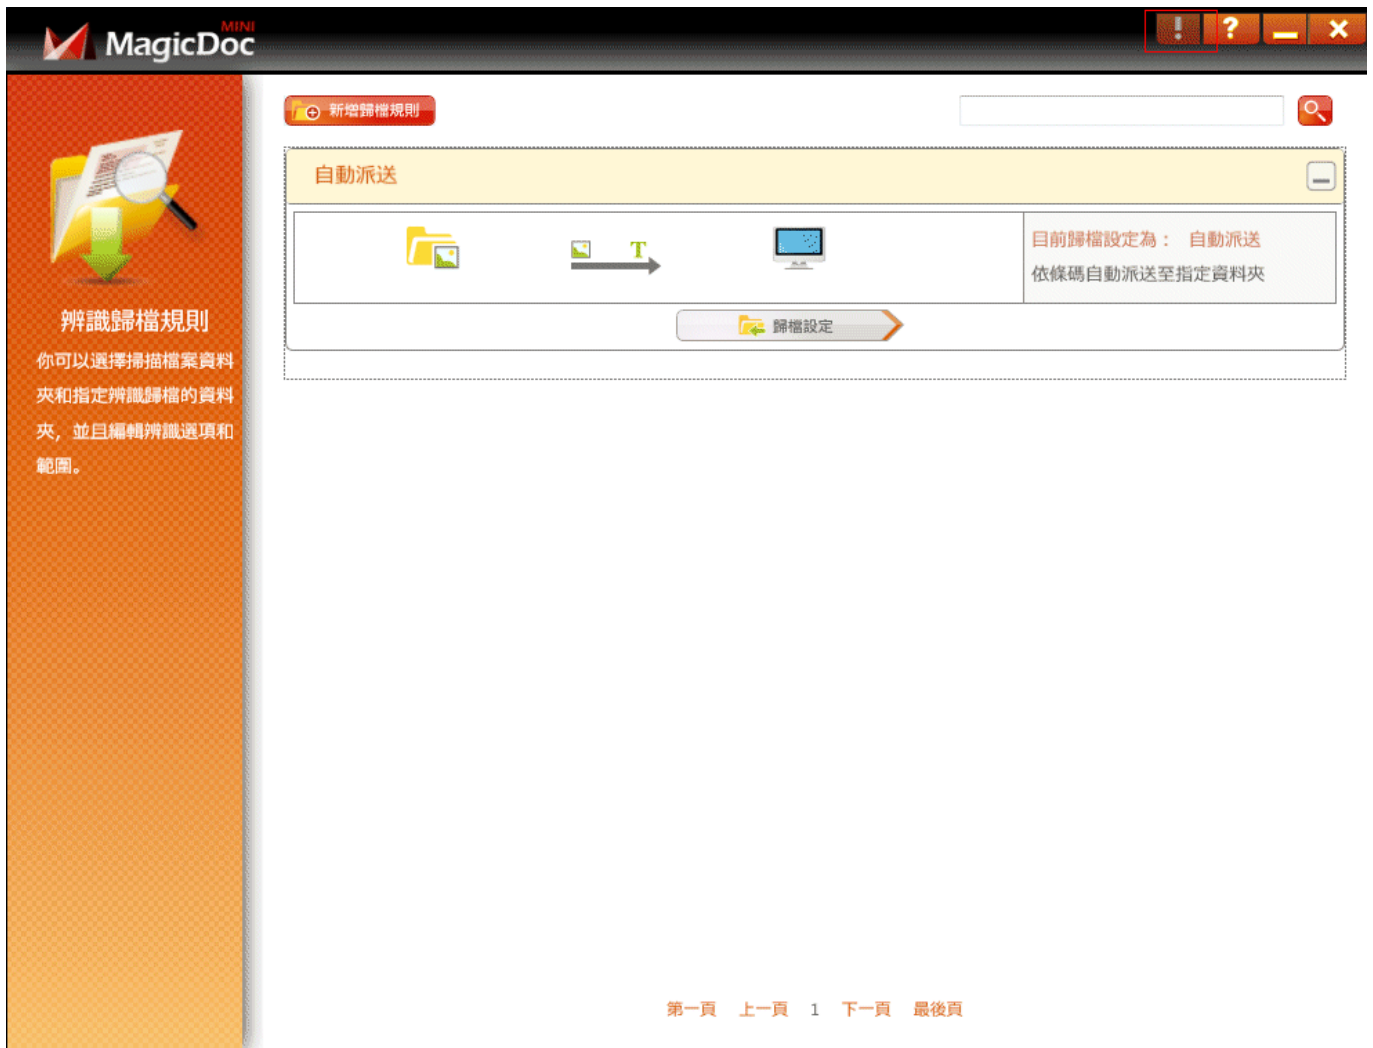 MINI
MagicDoc
! ?
新增歸檔規則
自動派送
T
目前歸檔設定為： 自動派送
依條碼自動派送至指定資料夾
歸檔設定
辨識歸檔規則
你可以選擇掃描檔案資料
夾和指定辨識歸檔的資料
夾，並且編輯辨識選項和
範圍。
第一頁 上一頁 1 下一頁 最後頁